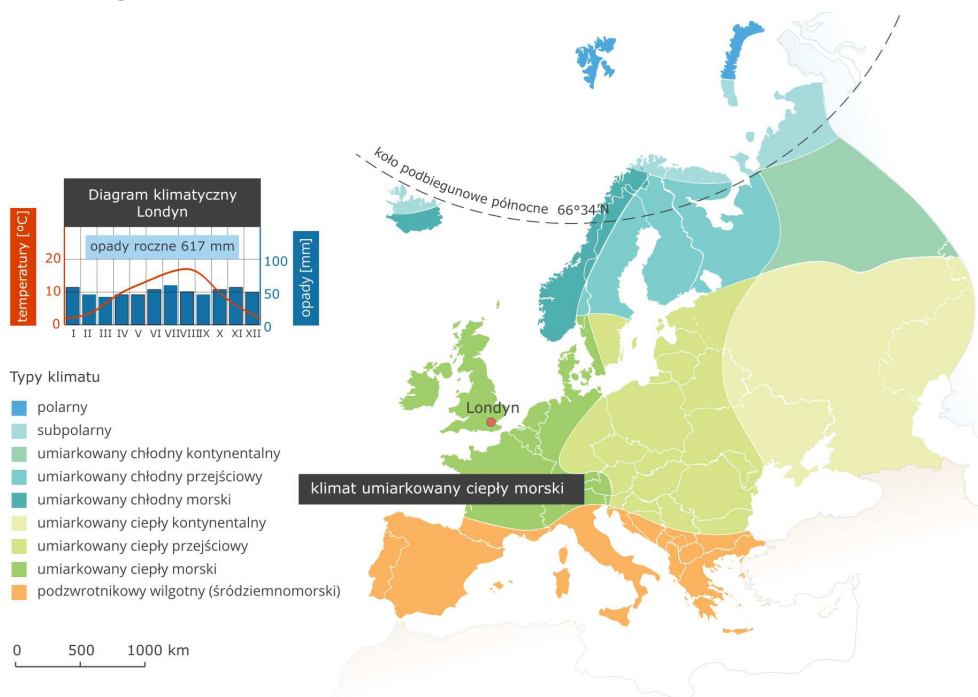 koło podbiegunowe północne 66°34′N
Diagram klimatyczny
Londyn
opady roczne 617 mm
temperatury [ºC]
20
10
0
opady [mm]
100
50
0
I II III IV V VI VII VIII IX X XI XII
Typy klimatu
polarny
subpolarny
umiarkowany chłodny kontynentalny
umiarkowany chłodny przejściowy
umiarkowany chłodny morski
umiarkowany ciepły kontynentalny
umiarkowany ciepły przejściowy
umiarkowany ciepły morski
podzwrotnikowy wilgotny (śródziemnomorski)
Londyn
klimat umiarkowany ciepły morski
0 500 1000 km